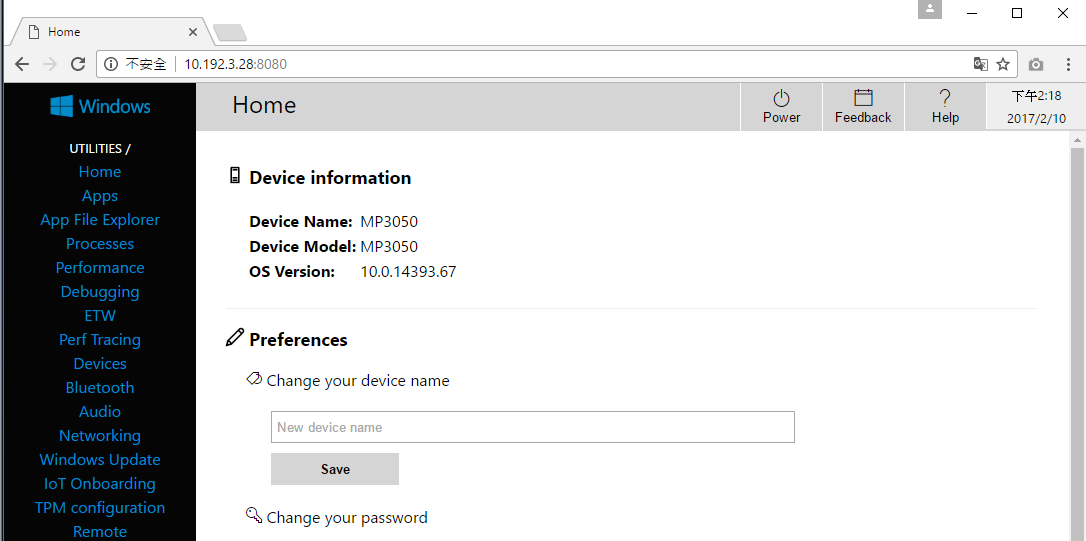 Home
不安全 10.192.3.28:8080
Windows
Home
Power
Feedback
Help
下午2:18
2017/2/10
UTILITIES /
Home
Apps
App File Explorer
Processes
Performance
Debugging
ETW
Perf Tracing
Devices
Bluetooth
Audio
Networking
Windows Update
IoT Onboarding
TPM configuration
Remote
Device information
Device Name: MP3050
Device Model: MP3050
OS Version: 10.0.14393.67
Preferences
Change your device name
New device name
Save
Change your password